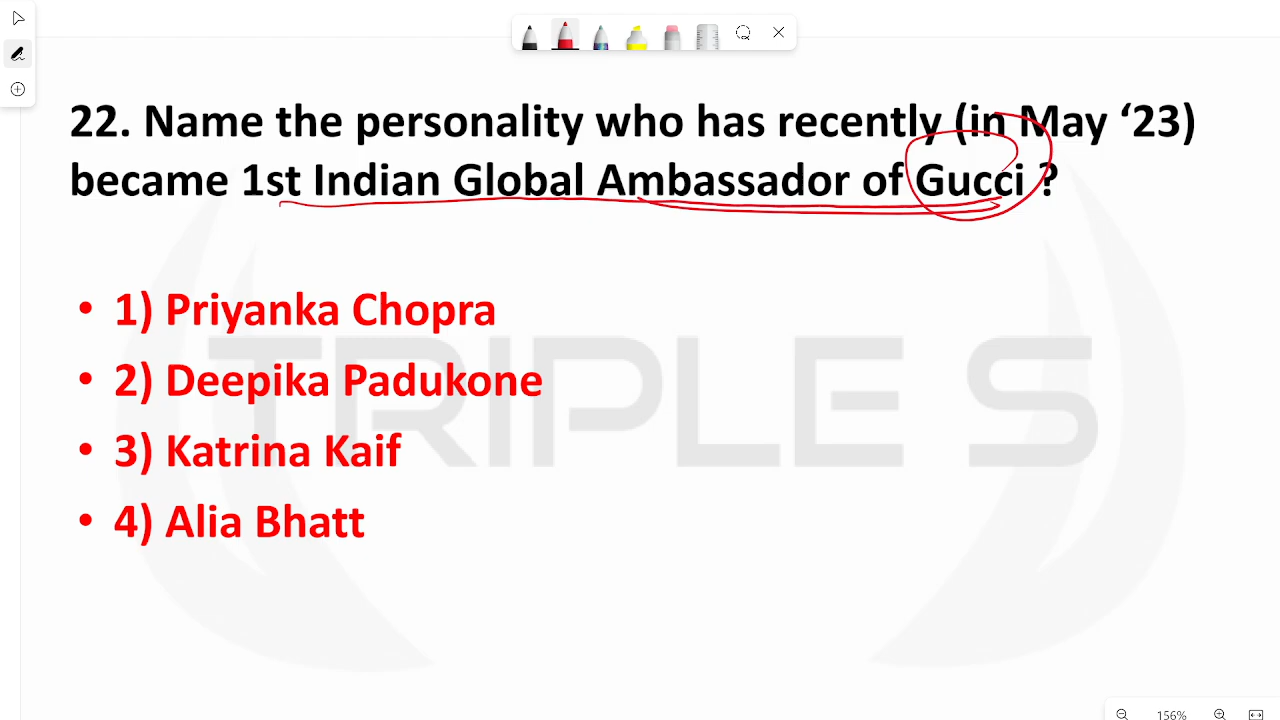 22. Name the personality who has recently (in May ‘23)
became 1st Indian Global Ambassador of Gucci ?
• 1) Priyanka Chopra
• 2) Deepika Padukone
TRIPLE S
• 3) Katrina Kaif
• 4) Alia Bhatt
156%